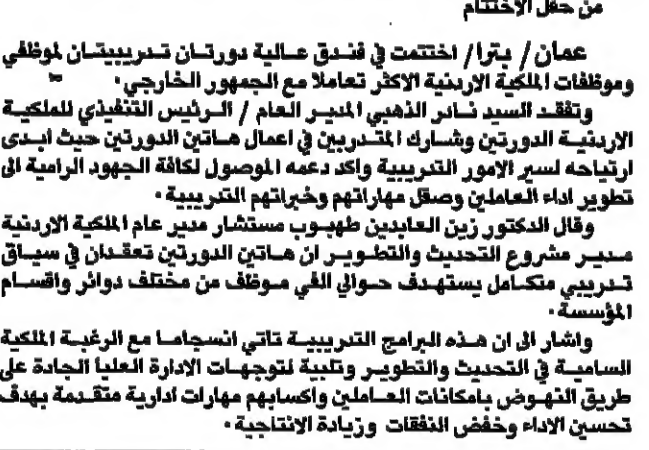 من حفل الاختتام
عمان / بترا/ اختتمت في فندق عالية دورتان تدريبيتان لموظفي
وموظفات الملكية الاردنية الاكثر تعاملا مع الجمهور الخارجي ٠
وتفقد السيد نادر الذهبي المدير العام / الرئيس التنفيذي للملكية
الاردنية الدورتين وشارك المتدربين في اعمال هاتين الدورتين حيث ابدى
ارتياحه لسير الامور التدريبية واكد دعمه الموصول لكافة الجهود الرامية الى
تطوير اداء العاملين وصقل مهاراتهم وخبراتهم التدريبية ٠
وقال الدكتور زين العابدين طهبوب مستشار مدير عام الملكية الاردنية
مدير مشروع التحديث والتطوير ان هاتين الدورتين تعقدان في سياق
تدريبي متكامل يستهدف حوالي الفي موظف من مختلف دوائر واقسام
المؤسسة ٠
واشار الى ان هذه البرامج التدريبية تاتي انسجاما مع الرغبة الملكية
السامية في التحديث والتطوير وتلبية لتوجهات الادارة العليا الجادة على
طريق النهوض بامكانات العاملين واكسابهم مهارات ادارية متقدمة بهدف
تحسين الاداء وخفض النفقات وزيادة الانتاجية ٠